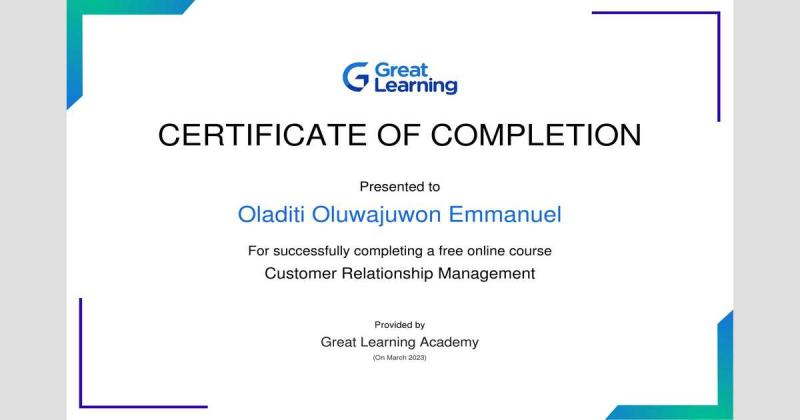 Great
Learning
CERTIFICATE OF COMPLETION
Presented to
Oladiti Oluwajuwon Emmanuel
For successfully completing a free online course
Customer Relationship Management
Provided by
Great Learning Academy
(On March 2023)